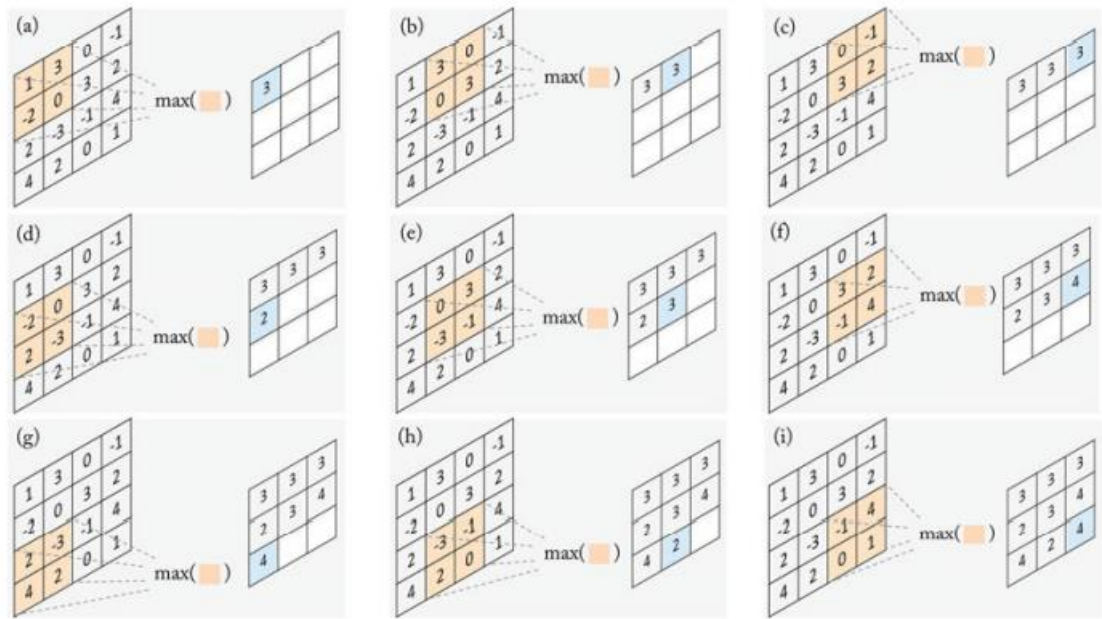 (a)
1 3 0 -1
-2 0 3 2
2 -3 -1 4
4 2 0 1
max( )
3
(b)
1 3 0 -1
-2 0 3 2
2 -3 -1 4
4 2 0 1
max( )
3 3
(c)
1 3 0 -1
-2 0 3 2
2 -3 -1 4
4 2 0 1
max( )
3 3 3
(d)
1 3 0 -1
-2 0 3 2
2 -3 -1 4
4 2 0 1
max( )
3 3 3
2
(e)
1 3 0 -1
-2 0 3 2
2 -3 -1 4
4 2 0 1
max( )
3 3 3
2 3
(f)
1 3 0 -1
-2 0 3 2
2 -3 -1 4
4 2 0 1
max( )
3 3 3
2 3 4
(g)
1 3 0 -1
-2 0 3 2
2 -3 -1 4
4 2 0 1
max( )
3 3 3
2 3 4
4
(h)
1 3 0 -1
-2 0 3 2
2 -3 -1 4
4 2 0 1
max( )
3 3 3
2 3 4
4 2
(i)
1 3 0 -1
-2 0 3 2
2 -3 -1 4
4 2 0 1
max( )
3 3 3
2 3 4
4 2 4